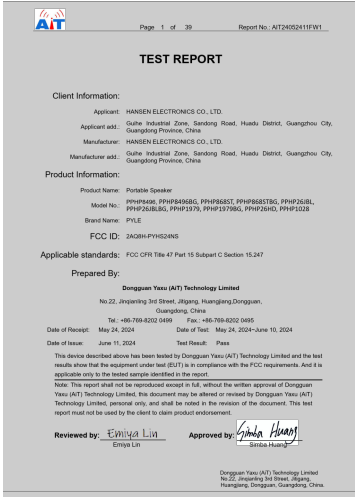 AiT
Page 1 of 39 Report No.: AIT24052411FW1
TEST REPORT
Client Information:
Applicant: HANSEN ELECTRONICS CO., LTD.
Applicant add.: Guihe Industrial Zone, Sandong Road, Huadu District, Guangzhou City,
Guangdong Province, China
Manufacturer: HANSEN ELECTRONICS CO., LTD.
Manufacturer add.: Guihe Industrial Zone, Sandong Road, Huadu District, Guangzhou City,
Guangdong Province, China
Product Information:
Product Name: Portable Speaker
Model No.: PPHP8496, PPHP8496BG, PPHP868ST, PPHP868STBG, PPHP26JBL,
PPHP26JBLBG, PPHP1979, PPHP1979BG, PPHP26HD, PPHP1028
Brand Name: PYLE
FCC ID: 2AQ8H-PYHS24NS
Applicable standards: FCC CFR Title 47 Part 15 Subpart C Section 15.247
Prepared By:
Dongguan Yaxu (AiT) Technology Limited
No.22, Jinqianling 3rd Street, Jitigang, Huangjiang,Dongguan,
Guangdong, China
Tel.: +86-769-8202 0499 Fax.: +86-769-8202 0495
Date of Receipt: May 24, 2024 Date of Test: May 24, 2024~June 10, 2024
Date of Issue: June 11, 2024 Test Result: Pass
This device described above has been tested by Dongguan Yaxu (AiT) Technology Limited and the test
results show that the equipment under test (EUT) is in compliance with the FCC requirements. And it is
applicable only to the tested sample identified in the report.
Note: This report shall not be reproduced except in full, without the written approval of Dongguan
Yaxu (AiT) Technology Limited, this document may be altered or revised by Dongguan Yaxu (AiT)
Technology Limited, personal only, and shall be noted in the revision of the document. This test
report must not be used by the client to claim product endorsement.
Reviewed by: Emiya Lin Approved by: Simba Huang
Emiya Lin Simba Huang
Dongguan Yaxu (AiT) Technology Limited
No.22, Jinqianling 3rd Street, Jitigang,
Huangjiang, Dongguan, Guangdong, China.